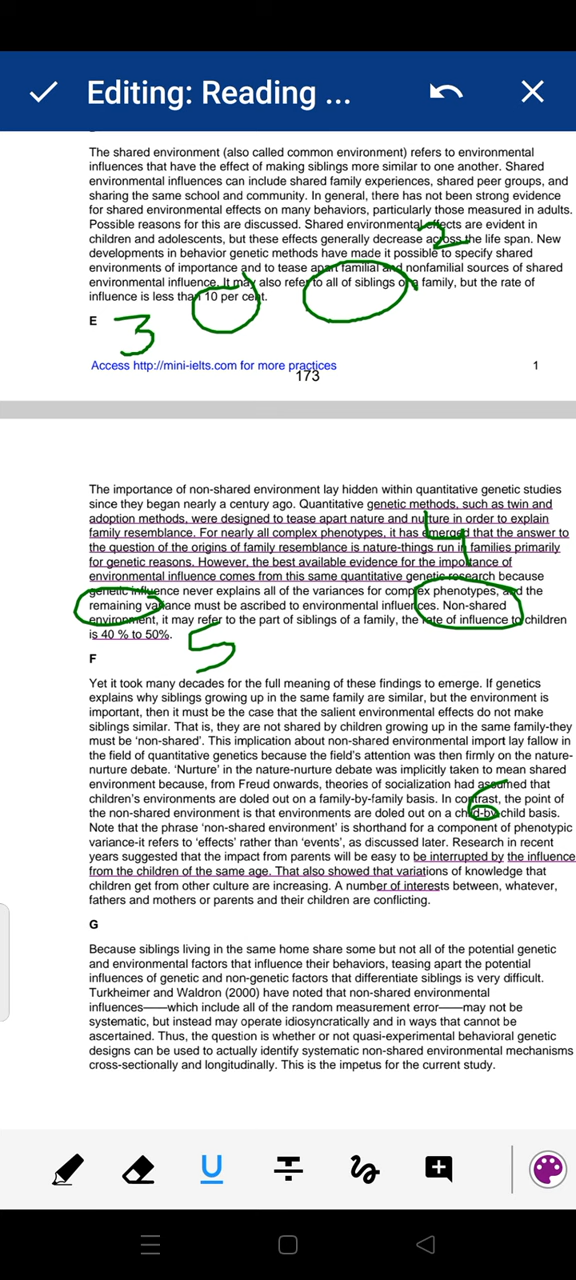 Editing: Reading ...
The shared environment (also called common environment) refers to environmental
influences that have the effect of making siblings more similar to one another. Shared
environmental influences can include shared family experiences, shared peer groups, and
sharing the same school and community. In general, there has not been strong evidence
for shared environmental effects on many behaviors, particularly those measured in adults.
Possible reasons for this are discussed. Shared environmental effects are evident in
children and adolescents, but these effects generally decrease across the life span. New
developments in behavior genetic methods have made it possible to specify shared
environments of importance and to tease apart familial and nonfamilial sources of shared
environmental influence. It may also refer to all of siblings of a family, but the rate of
influence is less than 10 per cent.
2
E
3
Access http://mini-ielts.com for more practices
1
173
The importance of non-shared environment lay hidden within quantitative genetic studies
since they began nearly a century ago. Quantitative genetic methods, such as twin and
adoption methods, were designed to tease apart nature and nurture in order to explain
family resemblance. For nearly all complex phenotypes, it has emerged that the answer to
the question of the origins of family resemblance is nature-things run in families primarily
for genetic reasons. However, the best available evidence for the importance of
environmental influence comes from this same quantitative genetic research because
genetic influence never explains all of the variances for complex phenotypes, and the
remaining variance must be ascribed to environmental influences. Non-shared
environment, it may refer to the part of siblings of a family, the rate of influence to children
is 40 % to 50%.
4
5
F
Yet it took many decades for the full meaning of these findings to emerge. If genetics
explains why siblings growing up in the same family are similar, but the environment is
important, then it must be the case that the salient environmental effects do not make
siblings similar. That is, they are not shared by children growing up in the same family-they
must be ‘non-shared’. This implication about non-shared environmental import lay fallow in
the field of quantitative genetics because the field’s attention was then firmly on the nature-
nurture debate. ‘Nurture’ in the nature-nurture debate was implicitly taken to mean shared
environment because, from Freud onwards, theories of socialization had assumed that
children’s environments are doled out on a family-by-family basis. In contrast, the point of
the non-shared environment is that environments are doled out on a child-by-child basis.
Note that the phrase ‘non-shared environment’ is shorthand for a component of phenotypic
variance-it refers to ‘effects’ rather than ‘events’, as discussed later. Research in recent
years suggested that the impact from parents will be easy to be interrupted by the influence
from the children of the same age. That also showed that variations of knowledge that
children get from other culture are increasing. A number of interests between, whatever,
fathers and mothers or parents and their children are conflicting.
6
G
Because siblings living in the same home share some but not all of the potential genetic
and environmental factors that influence their behaviors, teasing apart the potential
influences of genetic and non-genetic factors that differentiate siblings is very difficult.
Turkheimer and Waldron (2000) have noted that non-shared environmental
influences——which include all of the random measurement error——may not be
systematic, but instead may operate idiosyncratically and in ways that cannot be
ascertained. Thus, the question is whether or not quasi-experimental behavioral genetic
designs can be used to actually identify systematic non-shared environmental mechanisms
cross-sectionally and longitudinally. This is the impetus for the current study.
U